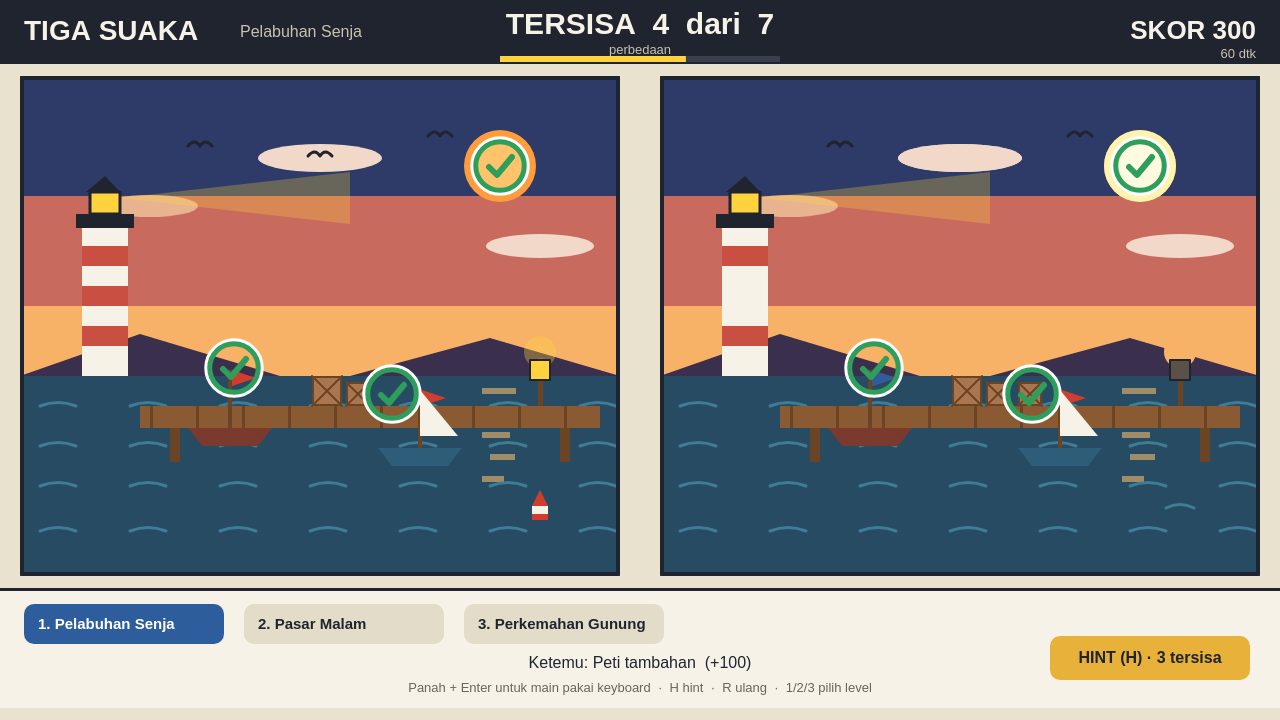 TIGA SUAKA
Pelabuhan Senja
TERSISA 4 dari 7
perbedaan
SKOR 300
60 dtk
1. Pelabuhan Senja
2. Pasar Malam
3. Perkemahan Gunung
Ketemu: Peti tambahan (+100)
Panah + Enter untuk main pakai keyboard · H hint · R ulang · 1/2/3 pilih level
HINT (H) · 3 tersisa